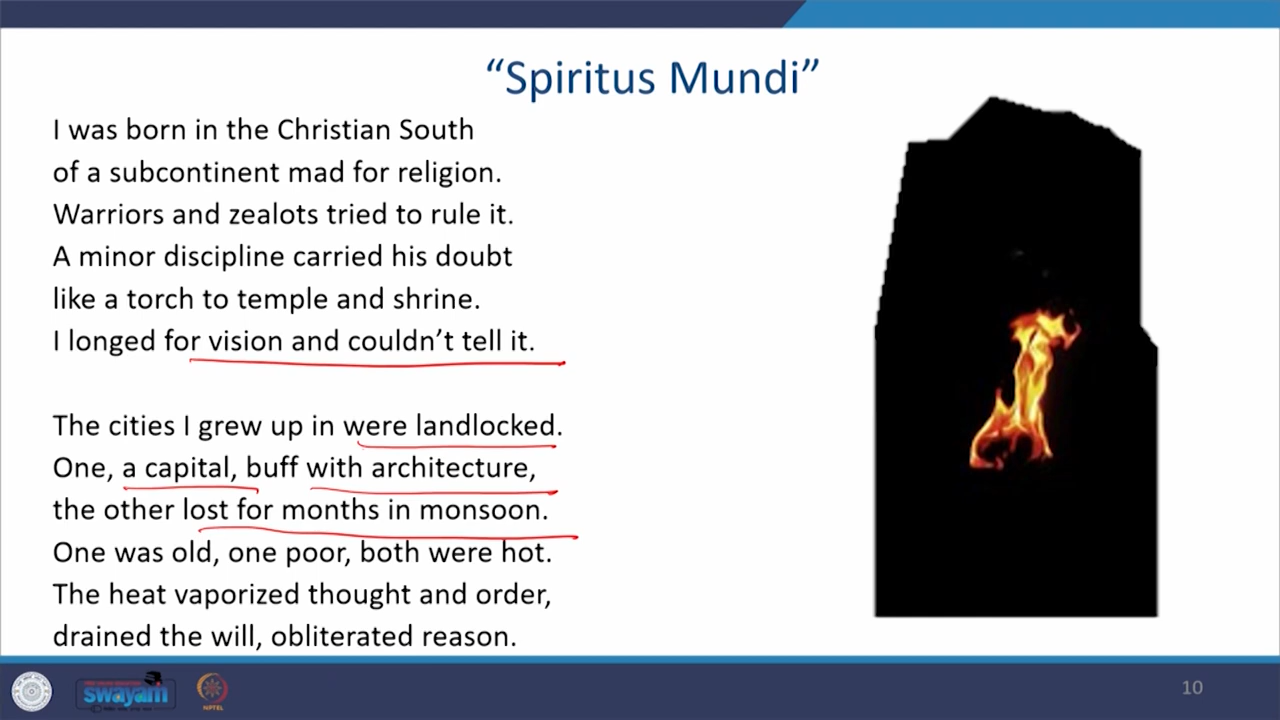 “Spiritus Mundi”
I was born in the Christian South
of a subcontinent mad for religion.
Warriors and zealots tried to rule it.
A minor discipline carried his doubt
like a torch to temple and shrine.
I longed for vision and couldn’t tell it.
The cities I grew up in were landlocked.
One, a capital, buff with architecture,
the other lost for months in monsoon.
One was old, one poor, both were hot.
The heat vaporized thought and order,
drained the will, obliterated reason.
swayam
NPTEL
10